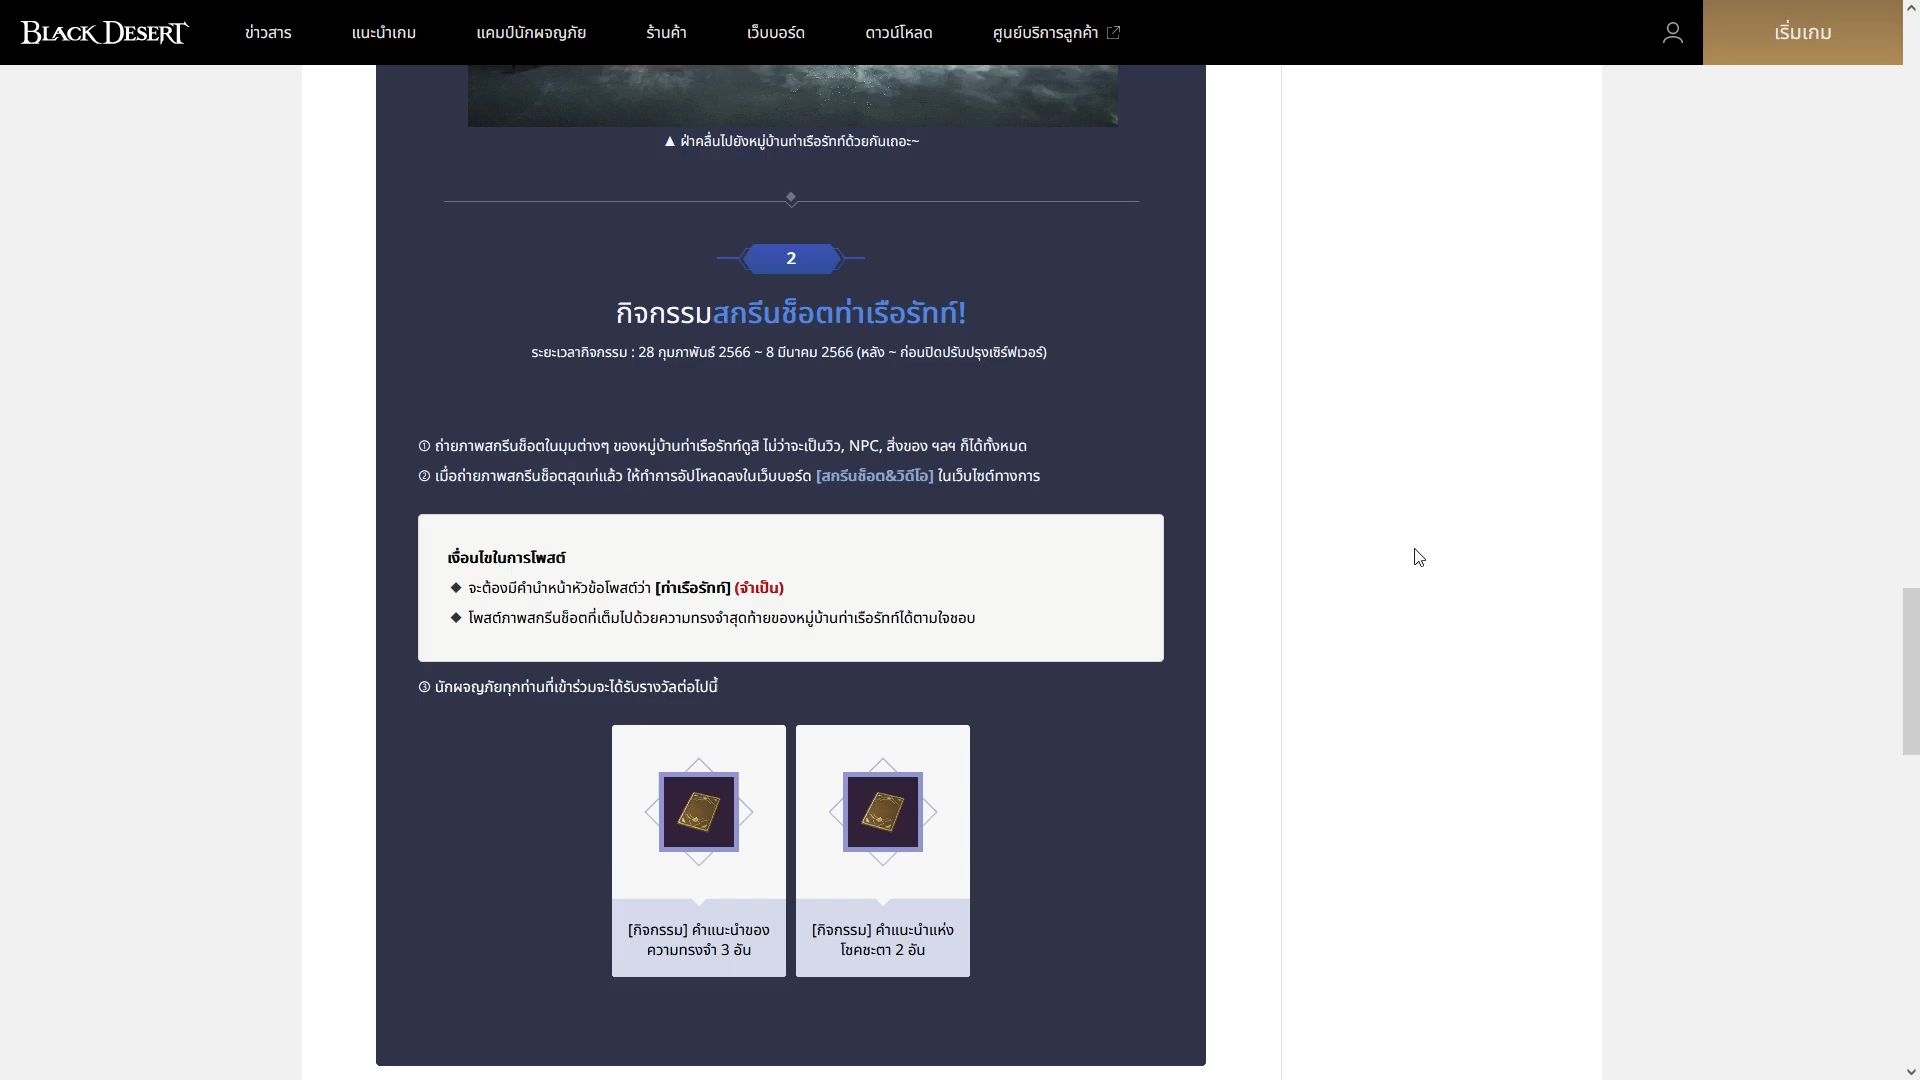 BLACK DESERT
ข่าวสาร
แนะนำเกม
แคมป์นักผจญภัย
ร้านค้า
เว็บบอร์ด
ดาวน์โหลด
ศูนย์บริการลูกค้า
เริ่มเกม
▲ ฝ่าคลื่นไปยังหมู่บ้านท่าเรือรัทท์ด้วยกันเถอะ~
2
กิจกรรมสกรีนช็อตท่าเรือรัทท์!
ระยะเวลากิจกรรม : 28 กุมภาพันธ์ 2566 ~ 8 มีนาคม 2566 (หลัง ~ ก่อนปิดปรับปรุงเซิร์ฟเวอร์)
① ถ่ายภาพสกรีนช็อตในมุมต่างๆ ของหมู่บ้านท่าเรือรัทท์ดูสิ ไม่ว่าจะเป็นวิว, NPC, สิ่งของ ฯลฯ ก็ได้ทั้งหมด
② เมื่อถ่ายภาพสกรีนช็อตสุดเท่แล้ว ให้ทำการอัปโหลดลงในเว็บบอร์ด [สกรีนช็อต&วิดีโอ] ในเว็บไซต์ทางการ
เงื่อนไขในการโพสต์
◆ จะต้องมีคำนำหน้าหัวข้อโพสต์ว่า [ท่าเรือรัทท์] (จำเป็น)
◆ โพสต์ภาพสกรีนช็อตที่เต็มไปด้วยความทรงจำสุดท้ายของหมู่บ้านท่าเรือรัทท์ได้ตามใจชอบ
③ นักผจญภัยทุกท่านที่เข้าร่วมจะได้รับรางวัลต่อไปนี้
[กิจกรรม] คำแนะนำของ
ความทรงจำ 3 อัน
[กิจกรรม] คำแนะนำแห่ง
โชคชะตา 2 อัน